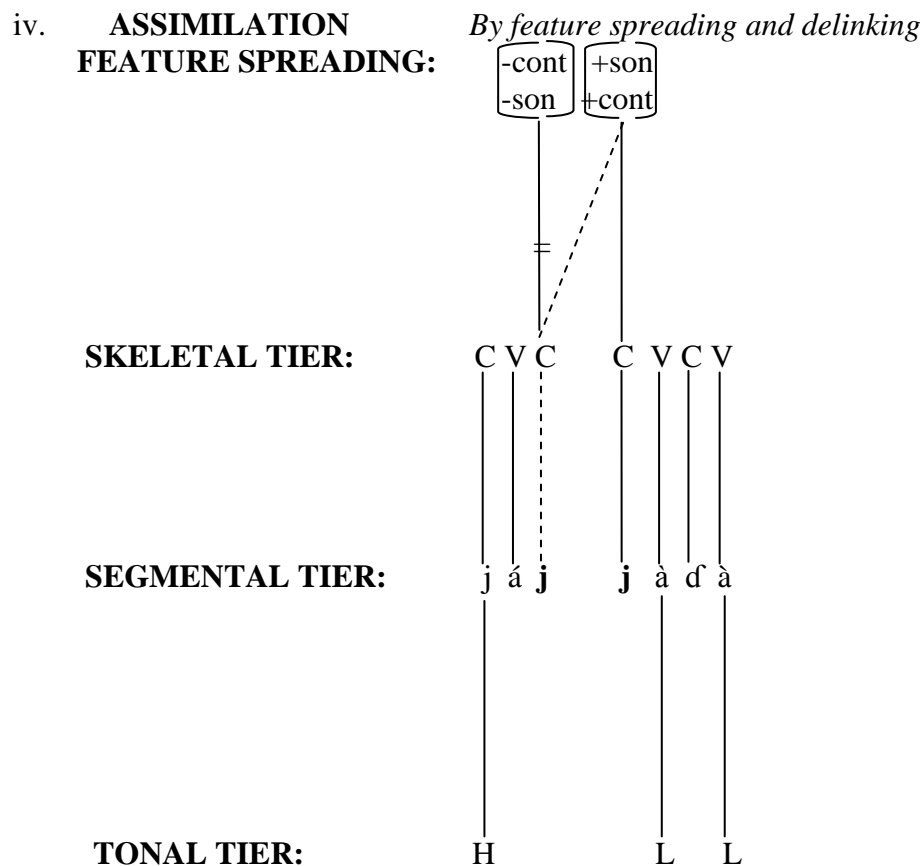 iv. ASSIMILATION By feature spreading and delinking
FEATURE SPREADING: -cont +son
-son +cont
=
SKELETAL TIER: C V C C V C V
SEGMENTAL TIER: j á j j à ɗ à
TONAL TIER: H L L